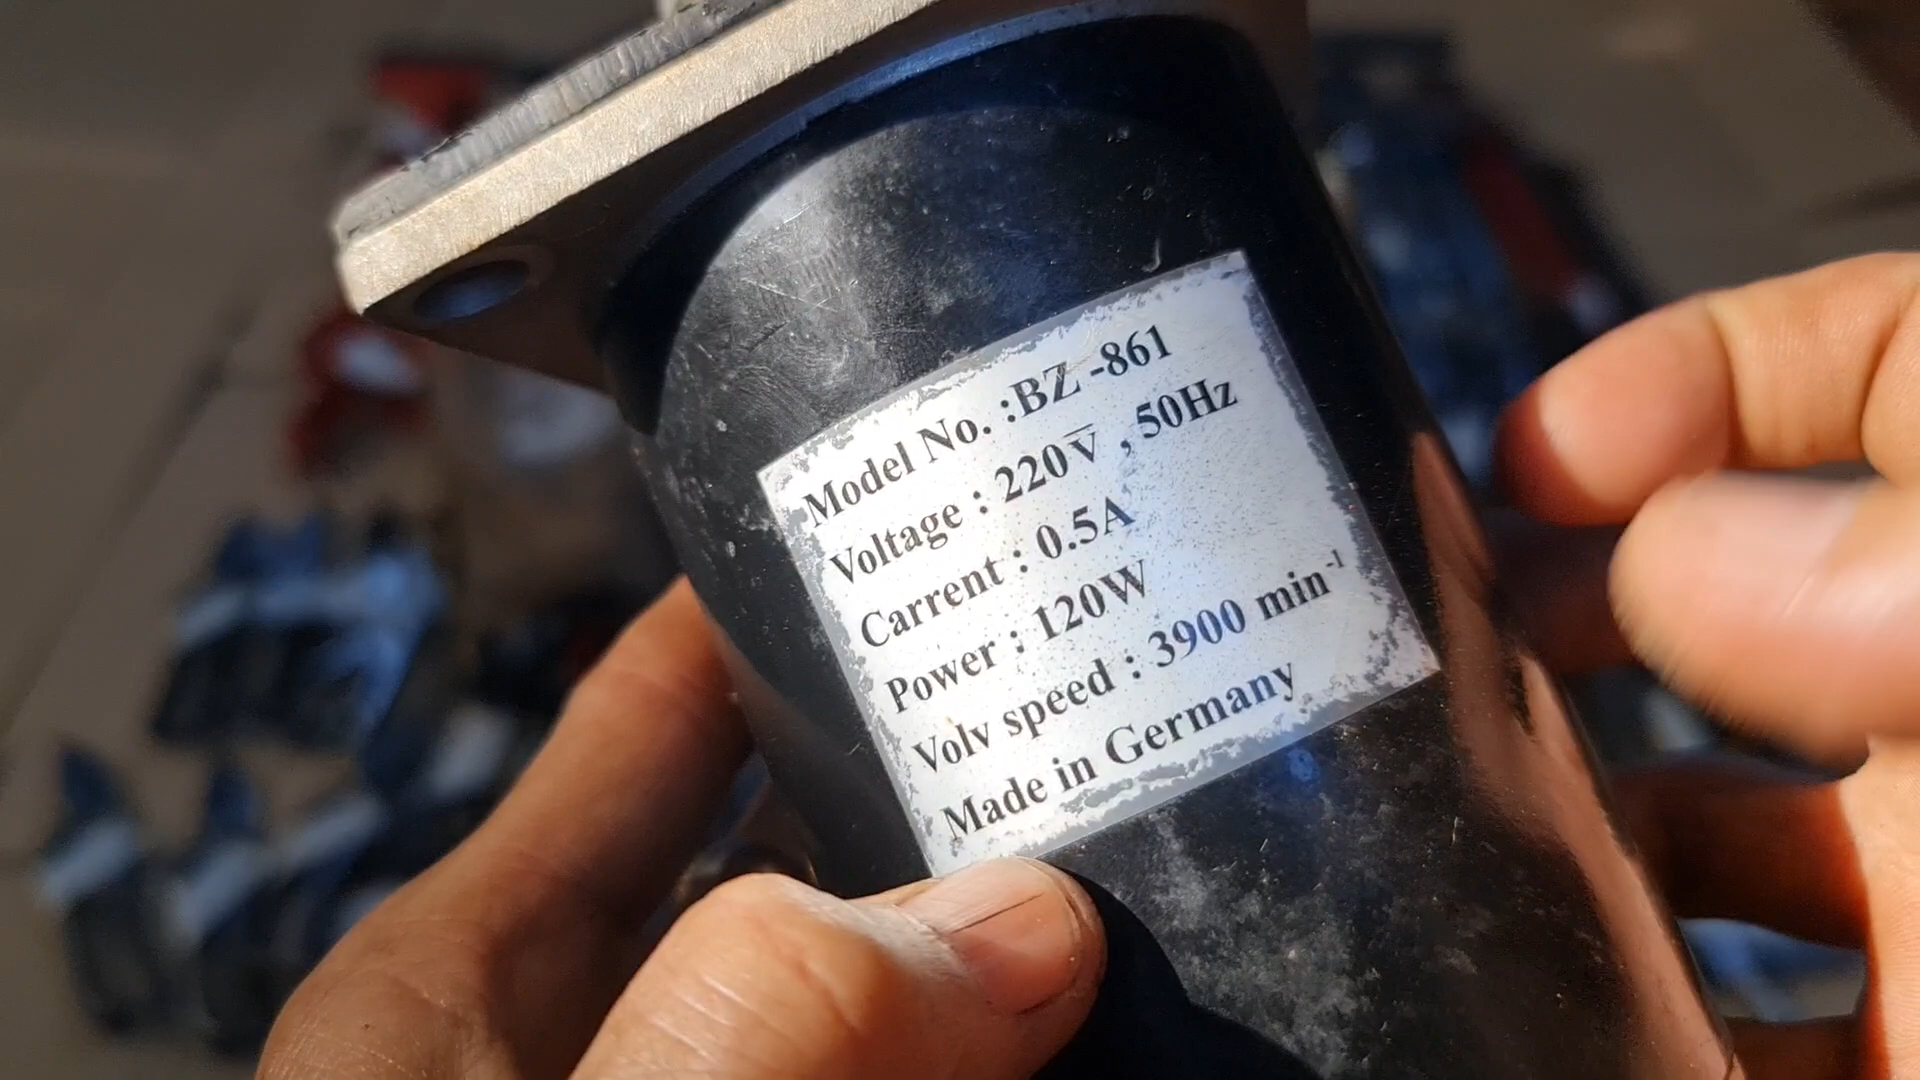 Model No. :BZ -861
Voltage : 220V̅ , 50Hz
Carrent : 0.5A
Power : 120W
Volv speed : 3900 min⁻¹
Made in Germany